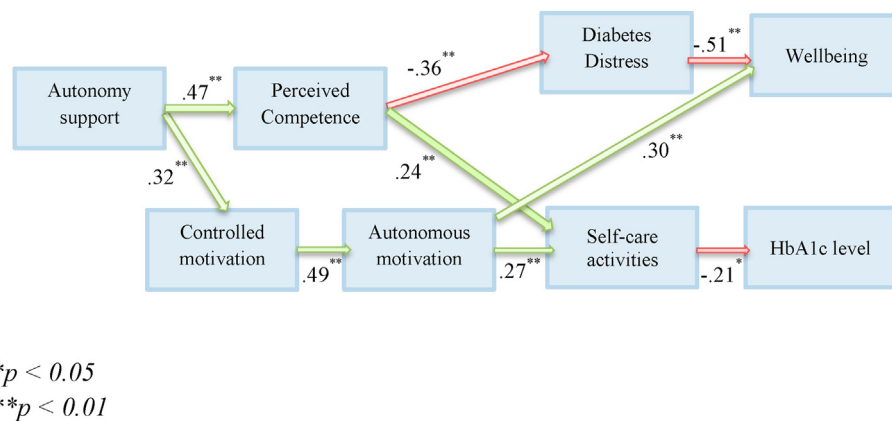 Autonomy
support
.47**
Perceived
Competence
-.36**
Diabetes
Distress
-.51**
Wellbeing
.32**
.24**
.30**
Controlled
motivation
.49**
Autonomous
motivation
.27**
Self-care
activities
-.21*
HbA1c level
*p < 0.05
**p < 0.01